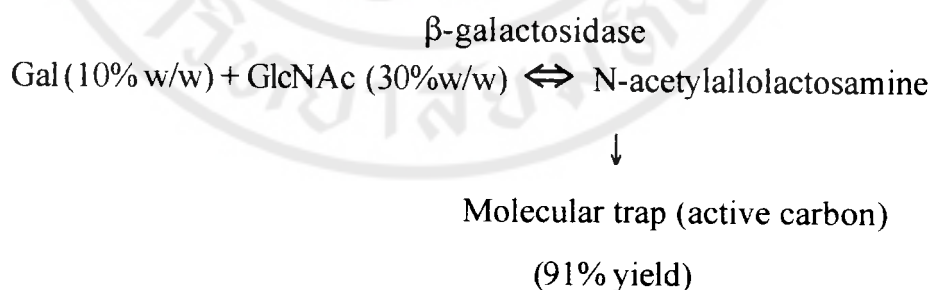 β-galactosidase
Gal (10% w/w) + GlcNAc (30%w/w) ⇔ N-acetylallolactosamine
↓
Molecular trap (active carbon)
(91% yield)